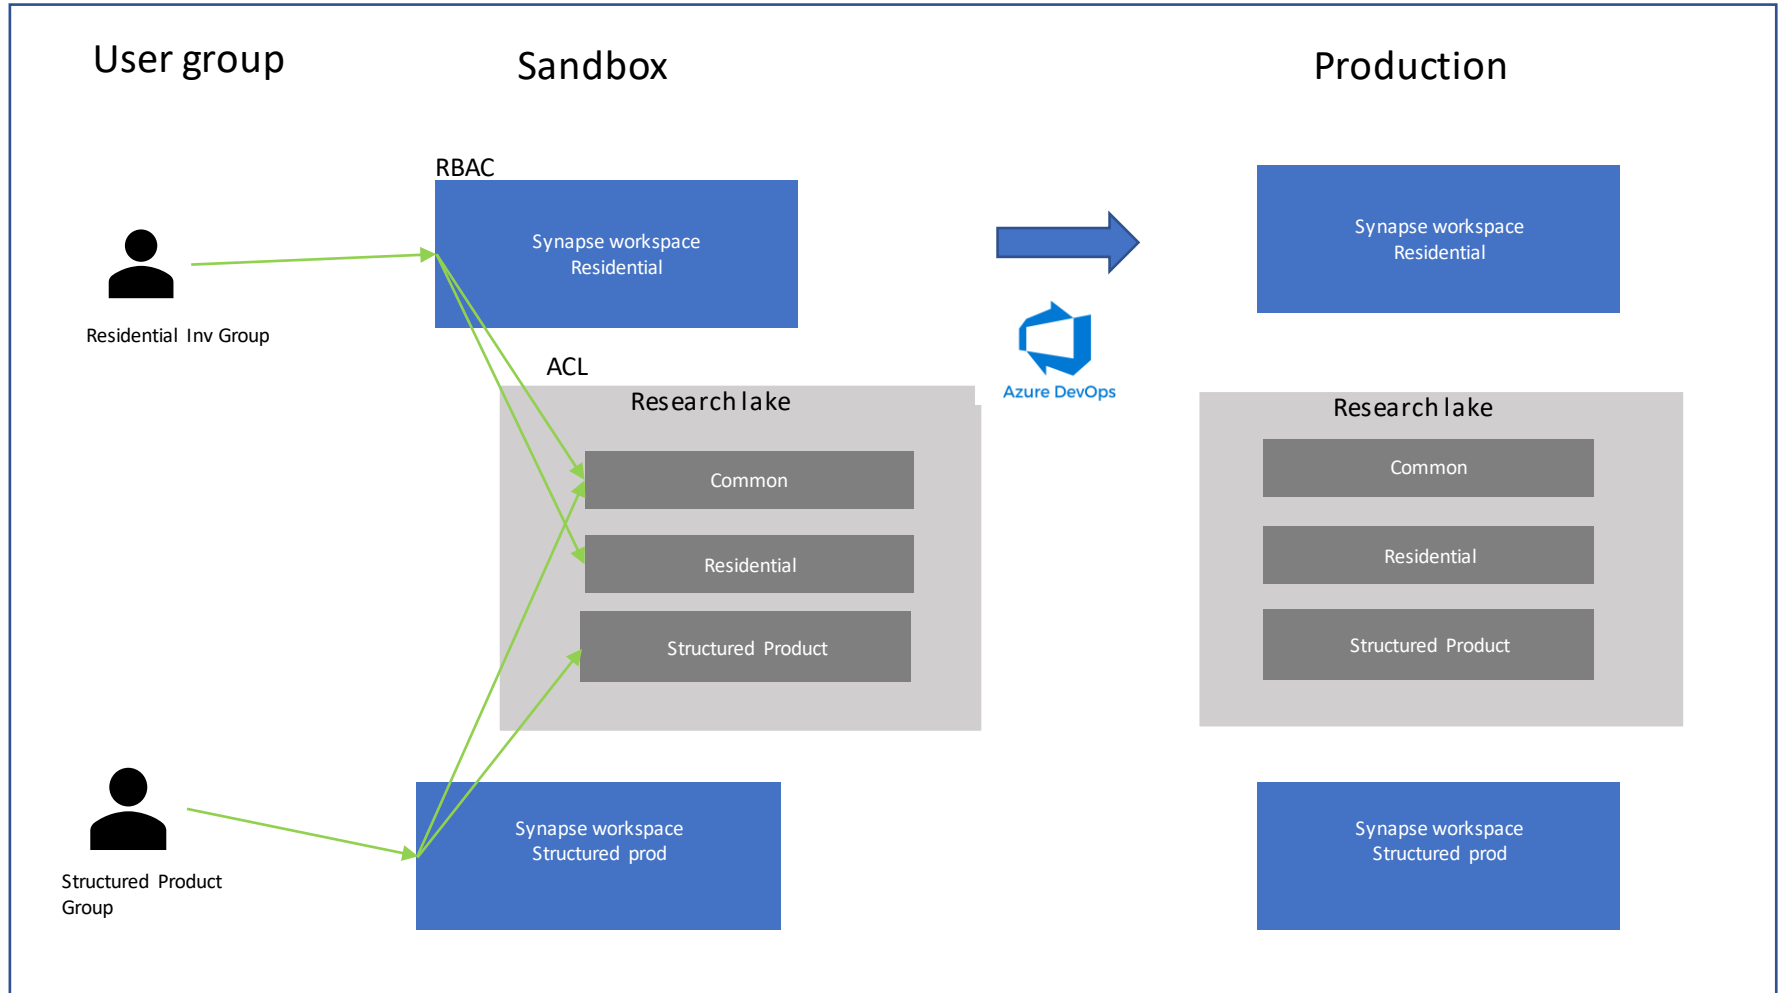 User group
Sandbox
Production
RBAC
Synapse workspace
Residential
Synapse workspace
Residential
Residential Inv Group
ACL
Azure DevOps
Research lake
Research lake
Common
Common
Residential
Residential
Structured Product
Structured Product
Structured Product
Group
Synapse workspace
Structured prod
Synapse workspace
Structured prod